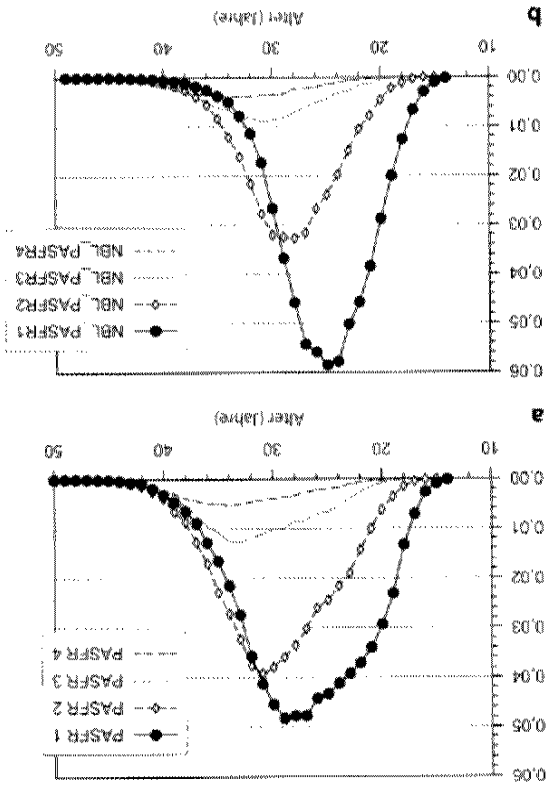 0,06
0,05
0,04
0,03
0,02
0,01
0,00
PASFR 1
PASFR 2
PASFR 3
PASFR 4
10 20 30 40 50
a Alter (Jahre)
0,06
0,05
0,04
0,03
0,02
0,01
0,00
NBL_PASFR1
NBL_PASFR2
NBL_PASFR3
NBL_PASFR4
10 20 30 40 50
b Alter (Jahre)